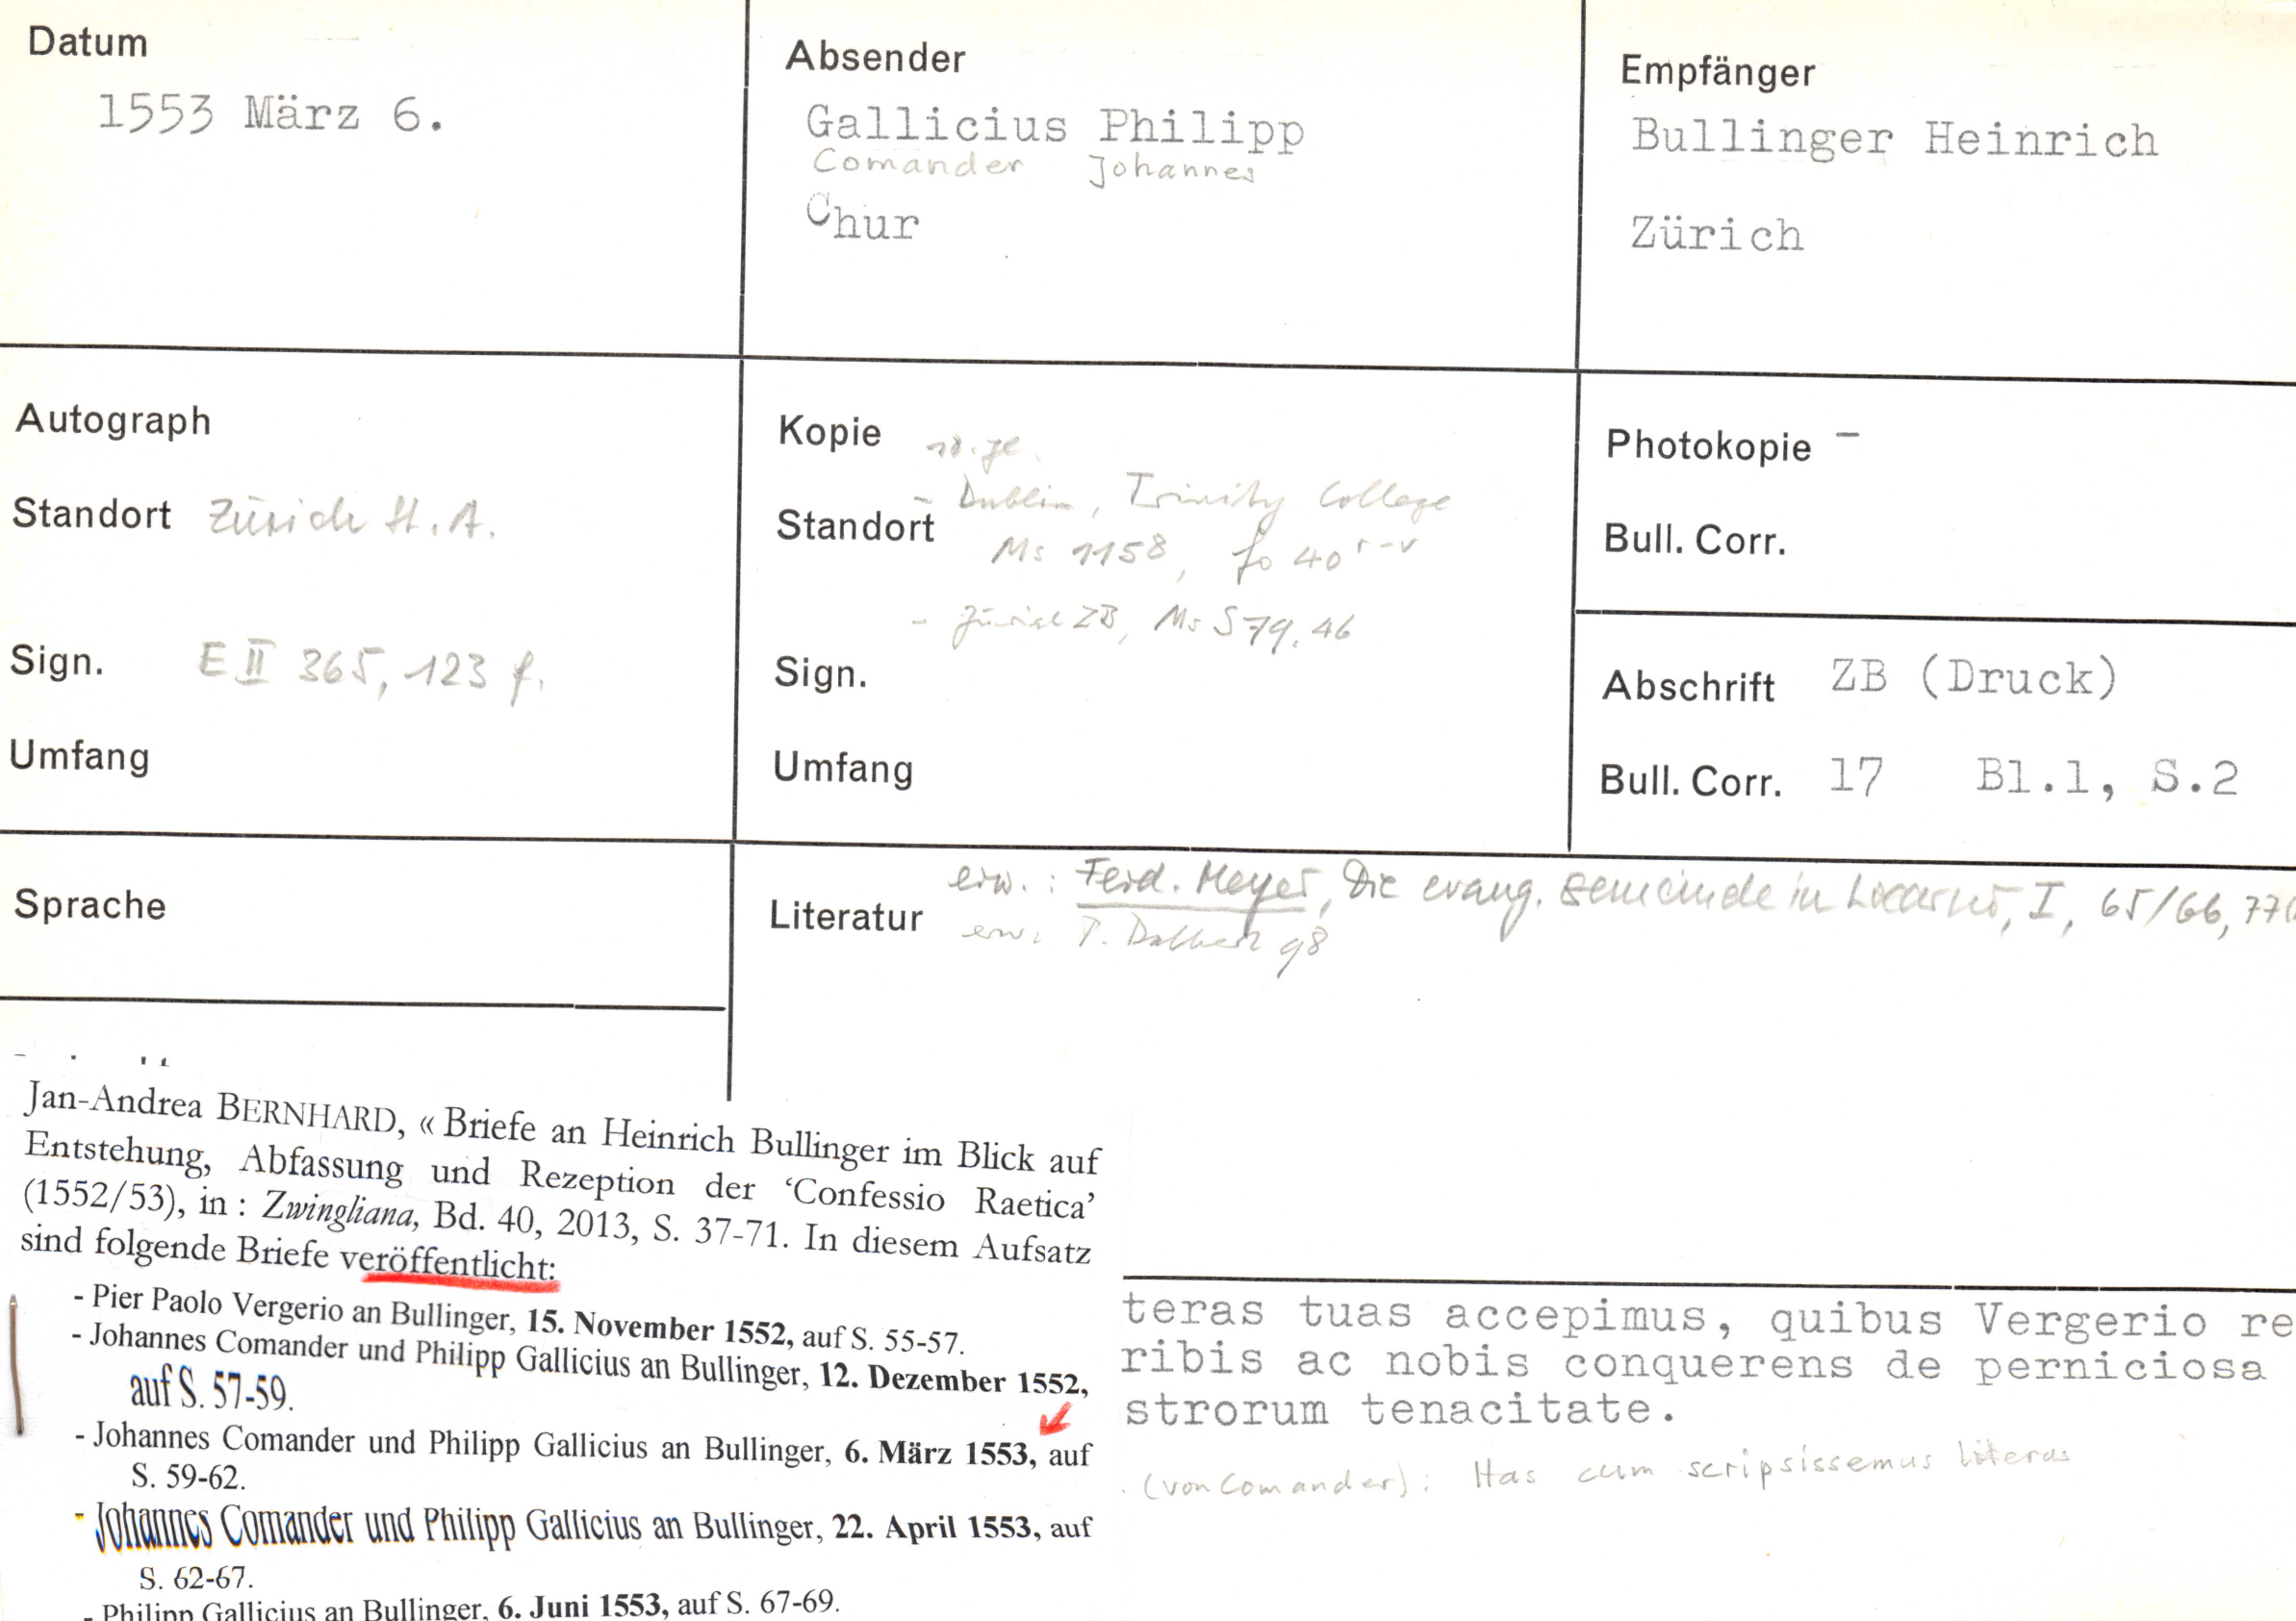 Datum
1553 März 6.
Absender
Gallicius Philipp
Comander Johannes
Chur
Empfänger
Bullinger Heinrich
Zürich
Autograph
Standort Zürich St. A.
Sign. E II 365, 123 f.
Umfang
Kopie
- Dublin, Trinity College
Standort
Ms 1158, fo 40 r-v
- Zürich ZB, Ms S 79, 46
Sign.
Umfang
Photokopie -
Bull. Corr.
Abschrift ZB (Druck)
Bull. Corr. 17 Bl.1, S.2
Sprache
Literatur
erw.: Ferd. Meyer, Die evang. Gemeinde in Locarno, I, 65/66, 77
erw. 98
Jan-Andrea BERNHARD, « Briefe an Heinrich Bullinger im Blick auf
Entstehung, Abfassung und Rezeption der ‘Confessio Raetica’
(1552/53), in : Zwingliana, Bd. 40, 2013, S. 37-71. In diesem Aufsatz
sind folgende Briefe veröffentlicht:
- Pier Paolo Vergerio an Bullinger, 15. November 1552, auf S. 55-57.
- Johannes Comander und Philipp Gallicius an Bullinger, 12. Dezember 1552,
auf S. 57-59.
- Johannes Comander und Philipp Gallicius an Bullinger, 6. März 1553, auf
S. 59-62.
- Johannes Comander und Philipp Gallicius an Bullinger, 22. April 1553, auf
S. 62-67.
- Philipp Gallicius an Bullinger, 6. Juni 1553, auf S. 67-69.
teras tuas accepimus, quibus Vergerio re
ribis ac nobis conquerens de perniciosa
strorum tenacitate.
(von Comander): Has cum scripsissemus literas